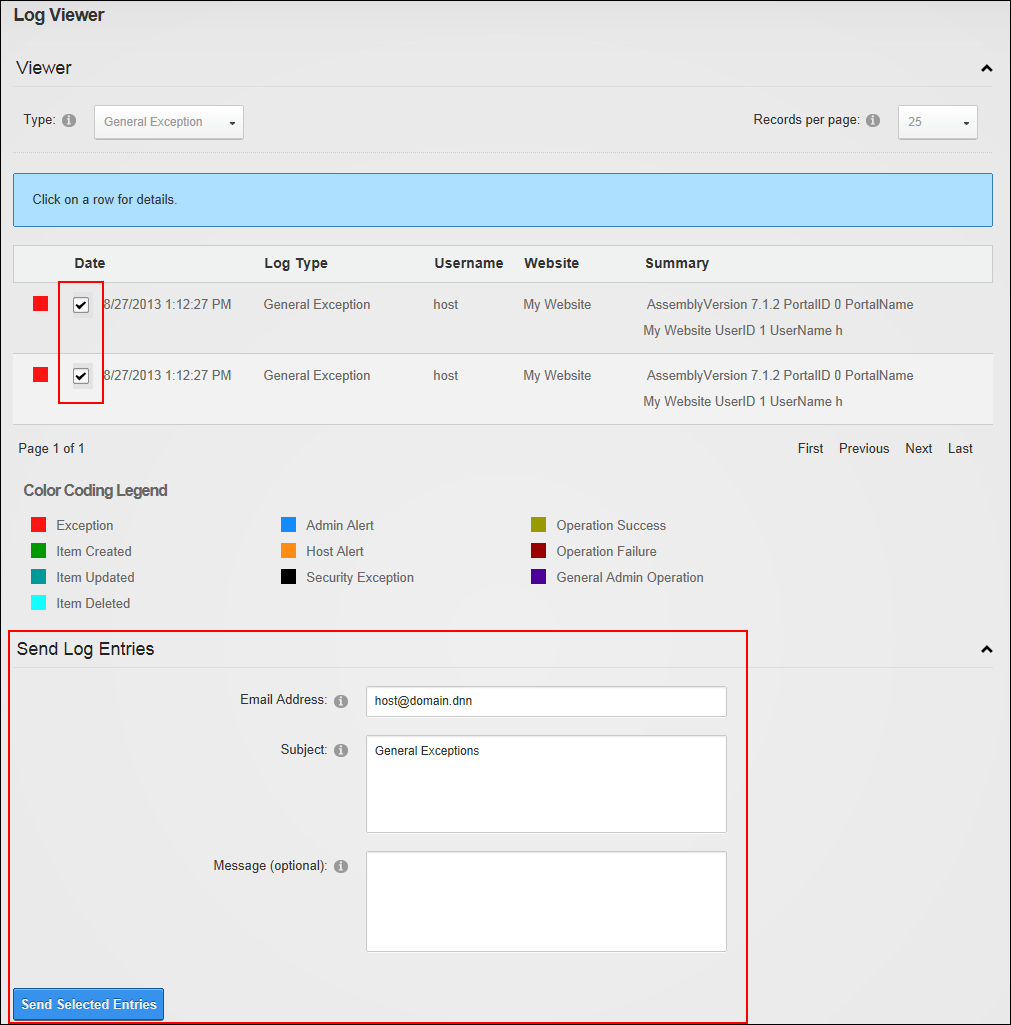 Log Viewer
Viewer
Type: General Exception Records per page: 25
Click on a row for details.
Date Log Type Username Website Summary
8/27/2013 1:12:27 PM General Exception host My Website AssemblyVersion 7.1.2 PortalID 0 PortalName
My Website UserID 1 UserName h
8/27/2013 1:12:27 PM General Exception host My Website AssemblyVersion 7.1.2 PortalID 0 PortalName
My Website UserID 1 UserName h
Page 1 of 1 First Previous Next Last
Color Coding Legend
Exception Admin Alert Operation Success
Item Created Host Alert Operation Failure
Item Updated Security Exception General Admin Operation
Item Deleted
Send Log Entries
Email Address: host@domain.dnn
Subject: General Exceptions
Message (optional):
Send Selected Entries